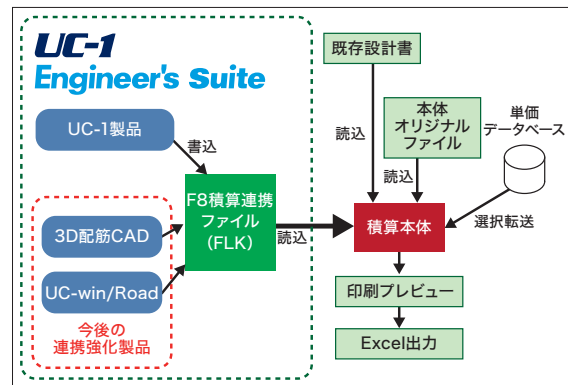 UC-1
Engineer's Suite
UC-1製品
書込
3D配筋CAD
UC-win/Road
今後の
連携強化製品
F8積算連携
ファイル
（FLK）
読込
既存設計書
読込
本体
オリジナル
ファイル
読込
単価
データベース
選択転送
積算本体
印刷プレビュー
Excel出力